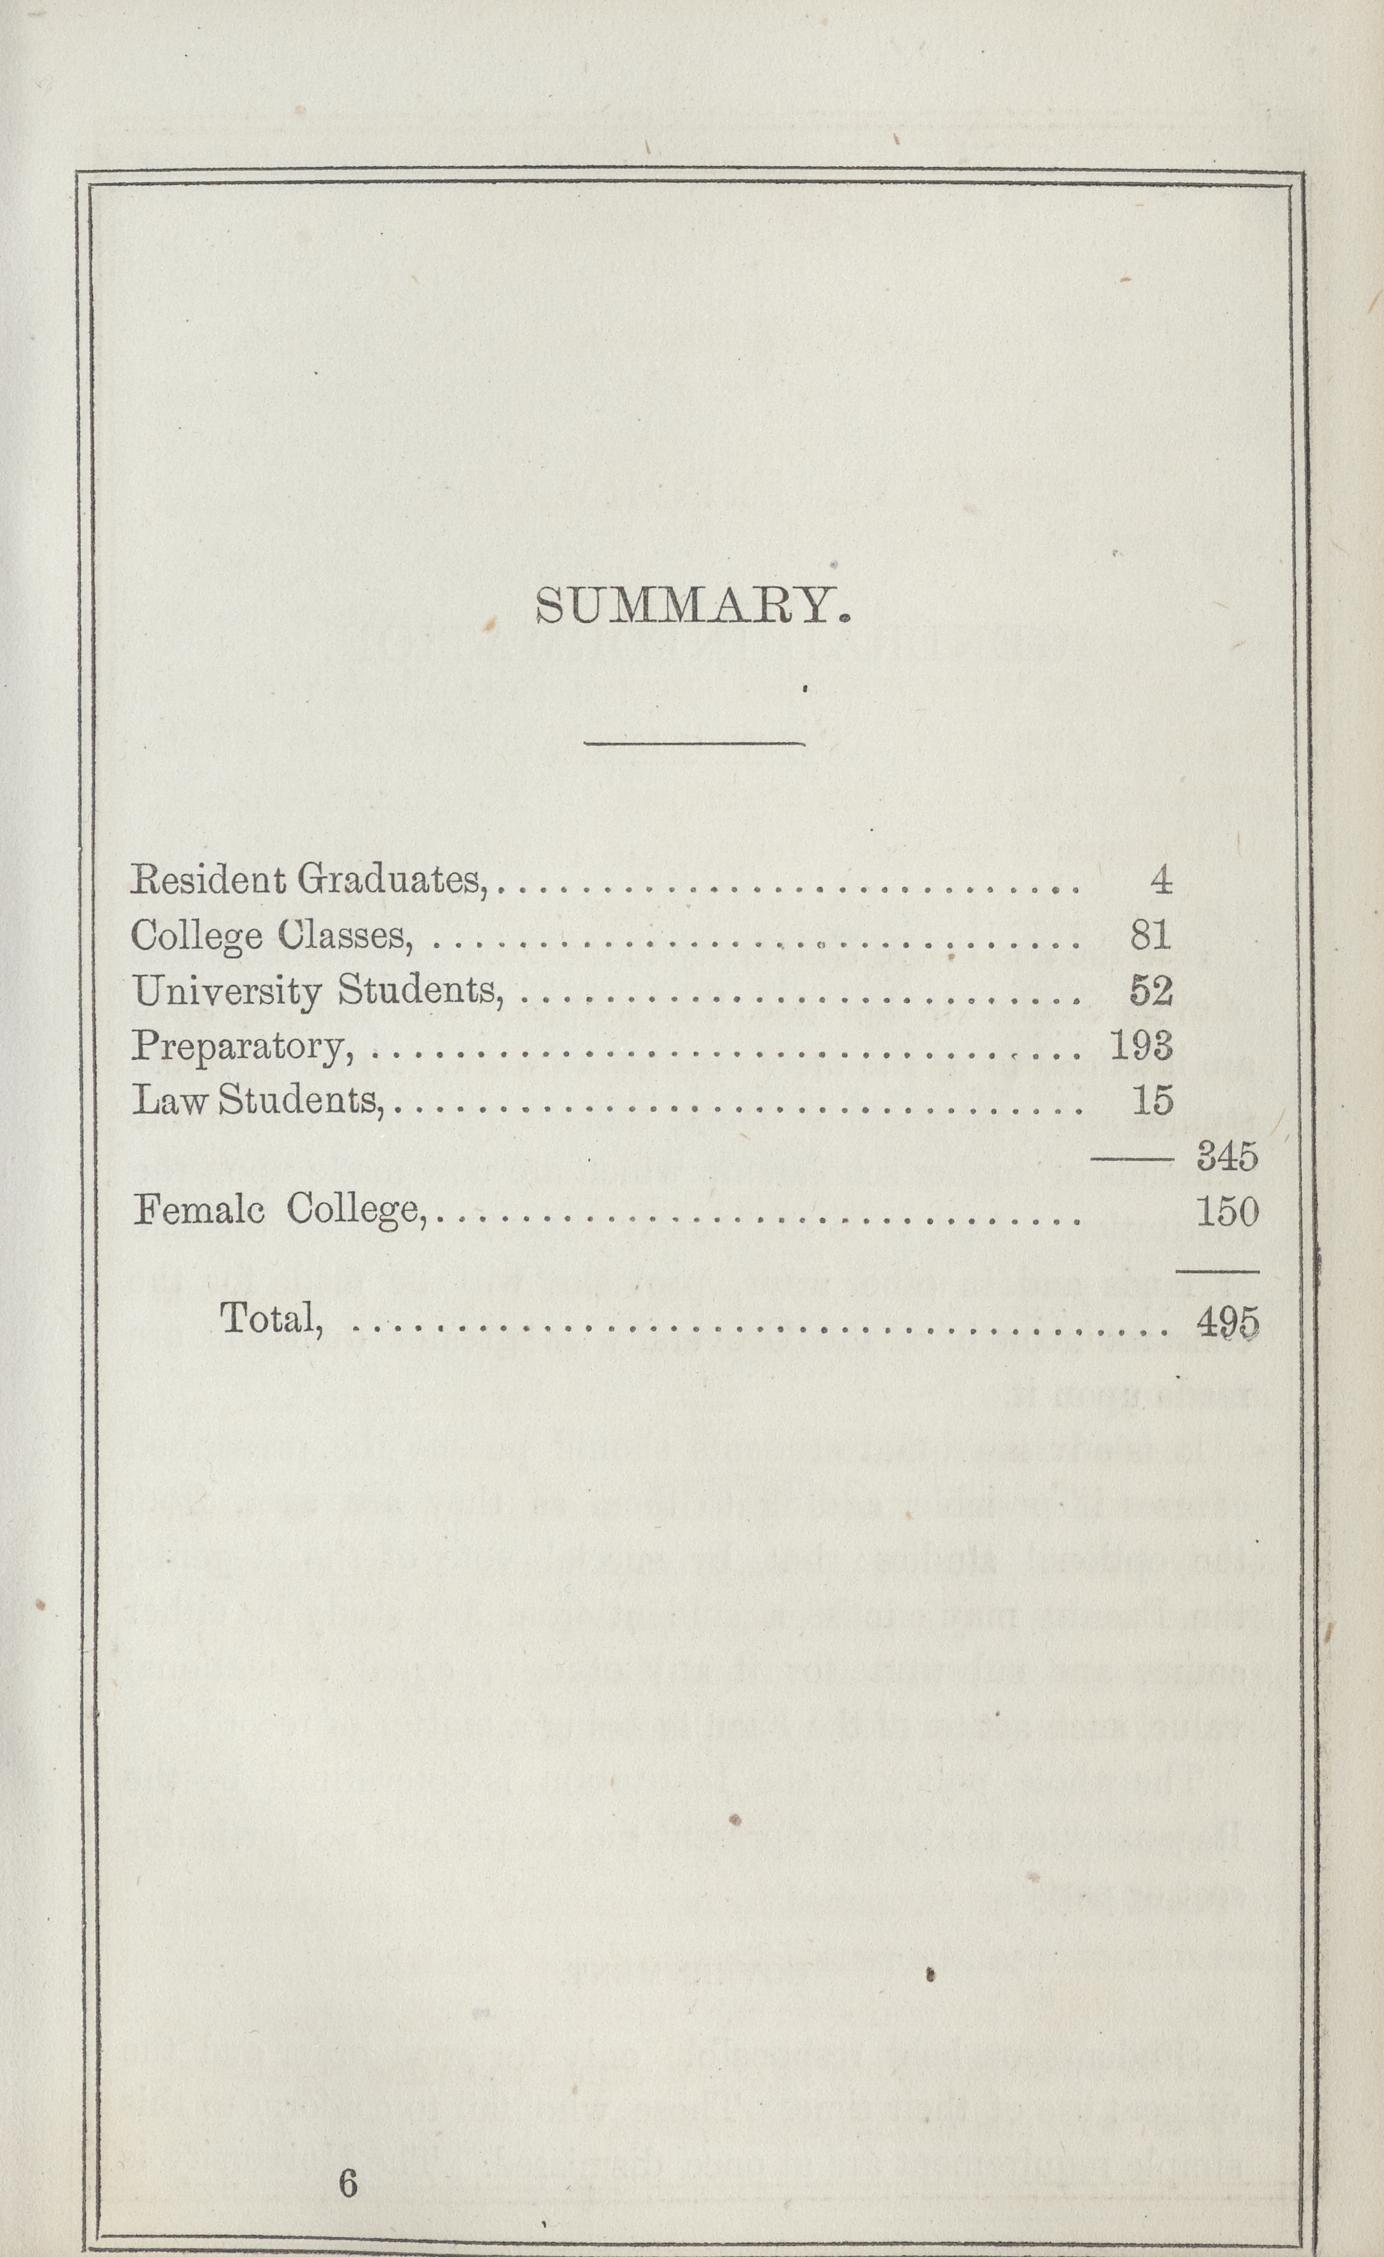 SUMMARY.
Resident Graduates,............................ 4
College Classes, ............................... 81
University Students, ........................... 52
Preparatory, .................................. 193
Law Students,................................. 15
345
Female College,............................... 150
Total, ....................................... 495
6